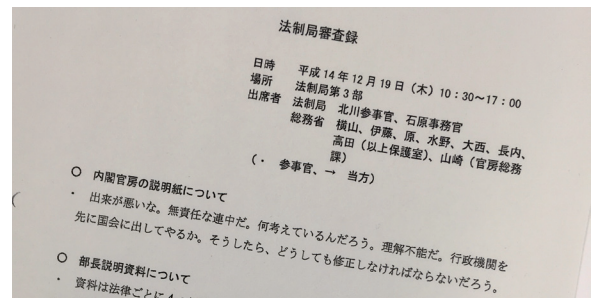 法制局審査録
日時　平成14年12月19日（木）10：30～17：00
場所　法制局第3部
出席者　法制局　北川参事官、石原事務官
総務省　横山、伊藤、原、水野、大西、長内、
高田（以上保護室）、山崎（官房総務
課）
（・　参事官、→　当方）
○　内閣官房の説明紙について
・　出来が悪いな。無責任な連中だ。何考えているんだろう。理解不能だ。行政機関を
先に国会に出してやるか。そうしたら、どうしても修正しなければならないだろう。
○　部長説明資料について
・　資料は法律ごとに